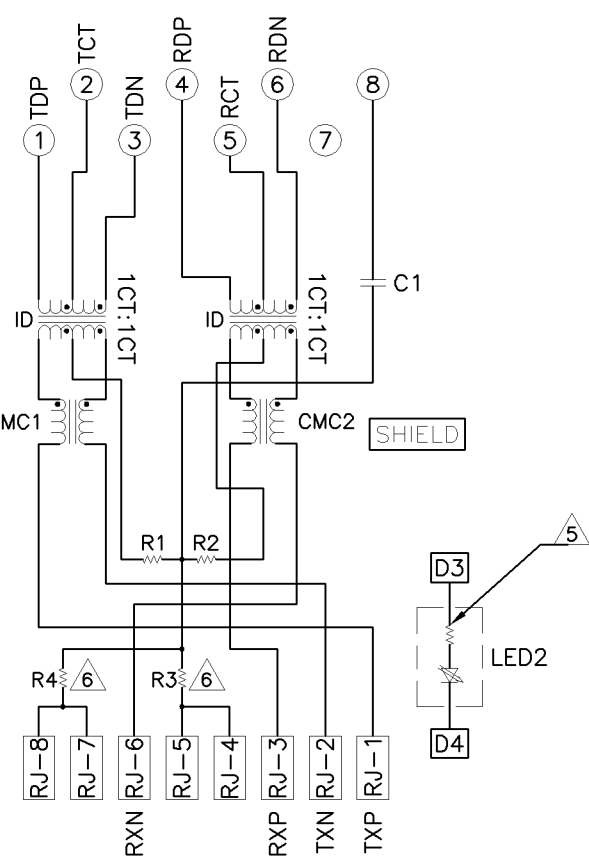 TDP
TCT
TDN
RDP
RCT
RDN
1
2
3
4
5
6
7
8
1CT:1CT
1CT:1CT
ID
ID
C1
MC1
CMC2
SHIELD
R1
R2
5
D3
LED2
D4
R4
6
R3
6
RJ-8
RJ-7
RJ-6
RJ-5
RJ-4
RJ-3
RJ-2
RJ-1
RXN
RXP
TXN
TXP